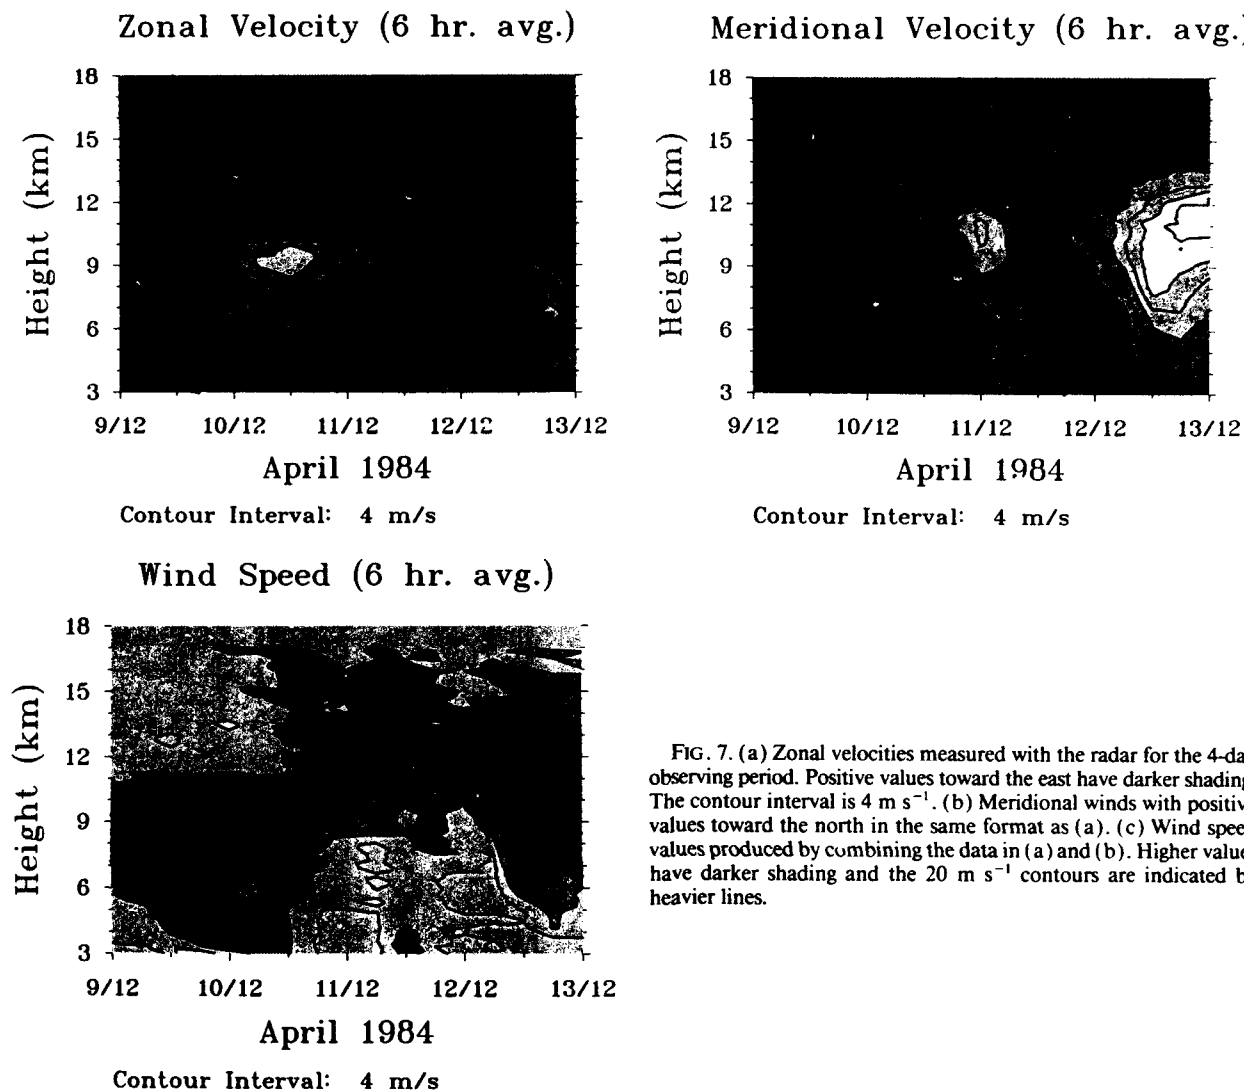 Zonal Velocity (6 hr. avg.)
18
15
12
9
6
3
Height (km)
9/12 10/12 11/12 12/12 13/12
April 1984
Contour Interval: 4 m/s
Meridional Velocity (6 hr. avg.)
18
15
12
9
6
3
Height (km)
9/12 10/12 11/12 12/12 13/12
April 1984
Contour Interval: 4 m/s
Wind Speed (6 hr. avg.)
18
15
12
9
6
3
Height (km)
9/12 10/12 11/12 12/12 13/12
April 1984
Contour Interval: 4 m/s
FIG. 7. (a) Zonal velocities measured with the radar for the 4-da
observing period. Positive values toward the east have darker shading
The contour interval is 4 m s⁻¹. (b) Meridional winds with positiv
values toward the north in the same format as (a). (c) Wind spee
values produced by combining the data in (a) and (b). Higher value
have darker shading and the 20 m s⁻¹ contours are indicated b
heavier lines.